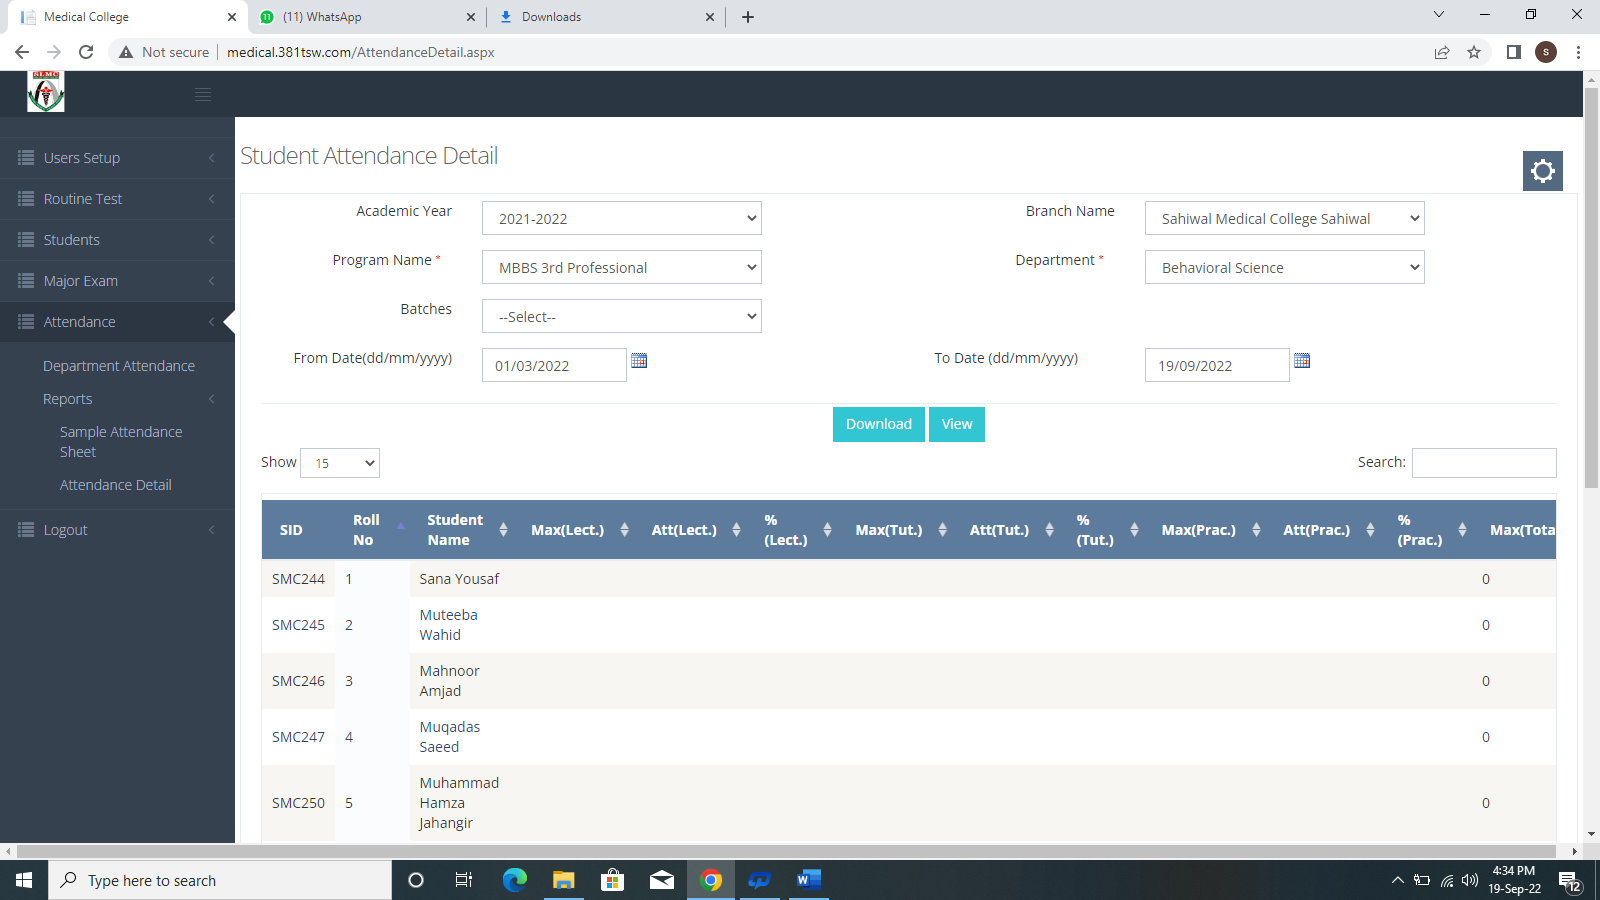 Medical College
(11) WhatsApp
Downloads
Not secure
medical.381tsw.com/AttendanceDetail.aspx
S
SLMC
Users Setup
Routine Test
Students
Major Exam
Attendance
Department Attendance
Reports
Sample Attendance
Sheet
Attendance Detail
Logout
Student Attendance Detail
Academic Year
2021-2022
Branch Name
Sahiwal Medical College Sahiwal
Program Name *
MBBS 3rd Professional
Department *
Behavioral Science
Batches
--Select--
From Date(dd/mm/yyyy)
01/03/2022
To Date (dd/mm/yyyy)
19/09/2022
Download
View
Show 15
Search:
SID
Roll
No
Student
Name
Max(Lect.)
Att(Lect.)
%
(Lect.)
Max(Tut.)
Att(Tut.)
%
(Tut.)
Max(Prac.)
Att(Prac.)
%
(Prac.)
Max(Tota
SMC244 1 Sana Yousaf 0
SMC245 2 Muteeba
Wahid 0
SMC246 3 Mahnoor
Amjad 0
SMC247 4 Muqadas
Saeed 0
SMC250 5 Muhammad
Hamza
Jahangir 0
Type here to search
4:34 PM
19-Sep-22
12